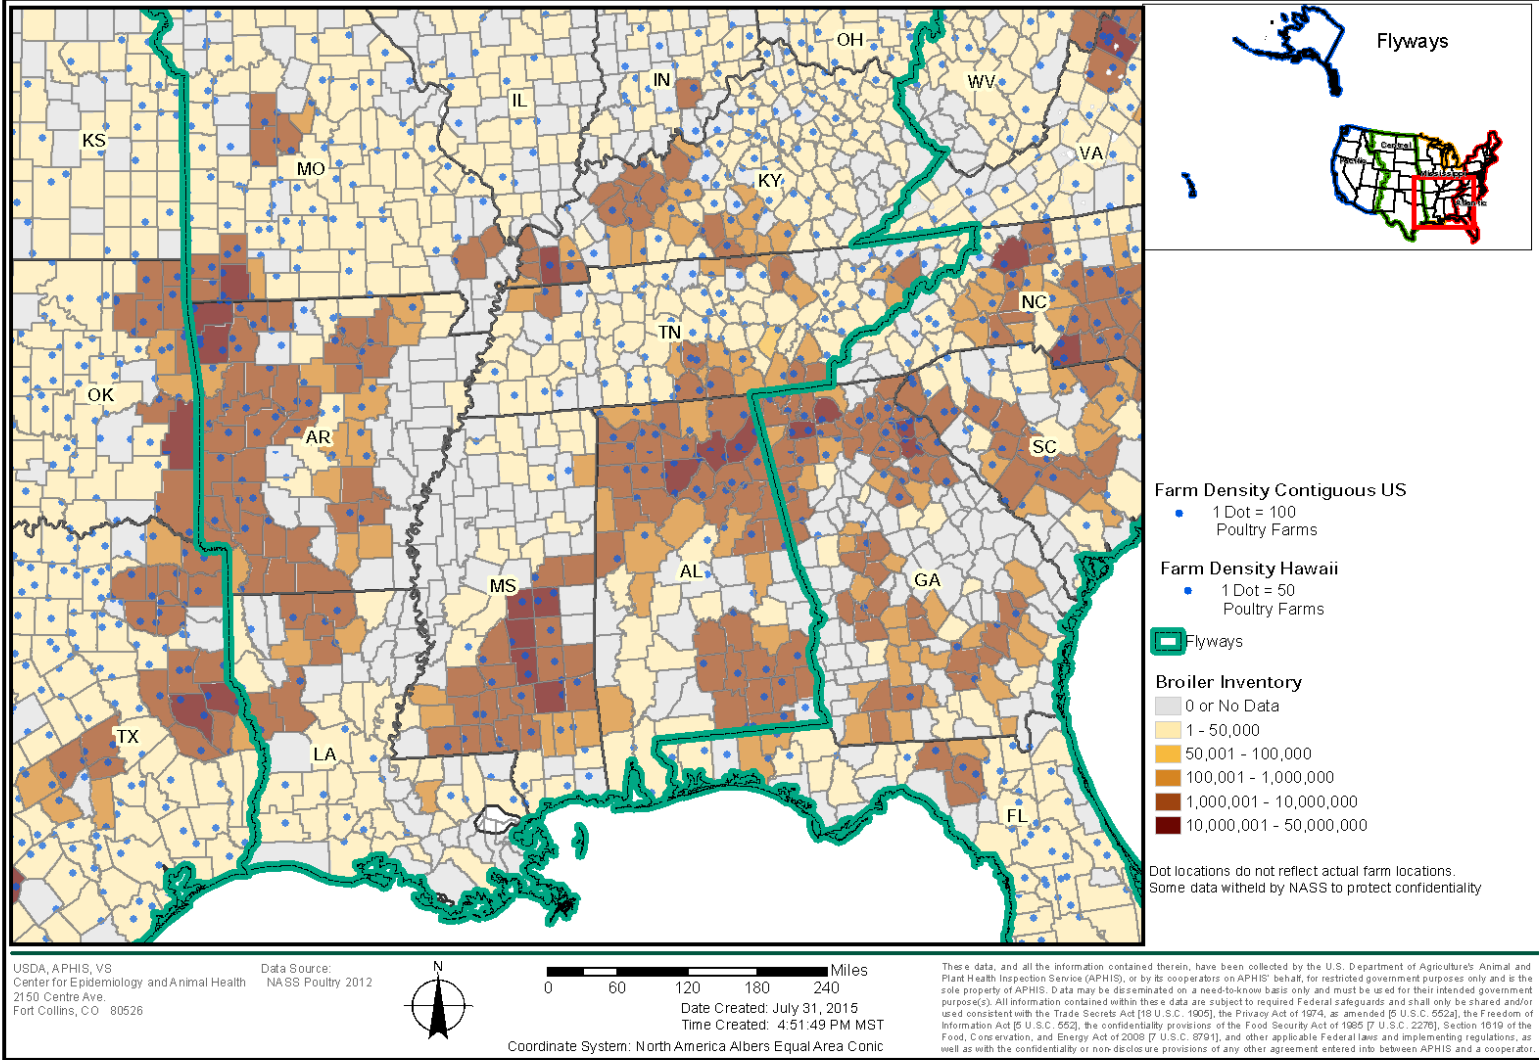 OH
WV
IN
IL
KS
VA
MO
KY
NC
TN
OK
AR
SC
MS
AL
GA
TX
LA
FL
Flyways
Central
Pacific
Mississippi
Atlantic
Farm Density Contiguous US
1 Dot = 100
Poultry Farms
Farm Density Hawaii
1 Dot = 50
Poultry Farms
Flyways
Broiler Inventory
0 or No Data
1 - 50,000
50,001 - 100,000
100,001 - 1,000,000
1,000,001 - 10,000,000
10,000,001 - 50,000,000
Dot locations do not reflect actual farm locations.
Some data witheld by NASS to protect confidentiality
USDA, APHIS, VS
Center for Epidemiology and Animal Health
2150 Centre Ave.
Fort Collins, CO 80526
Data Source:
NASS Poultry 2012
N
Miles
0 60 120 180 240
Date Created: July 31, 2015
Time Created: 4:51:49 PM MST
Coordinate System: North America Albers Equal Area Conic
These data, and all the information contained therein, have been collected by the U.S. Department of Agriculture's Animal and
Plant Health Inspection Service (APHIS), or by its cooperators on APHIS' behalf, for restricted government purposes only and is the
sole property of APHIS. Data may be disseminated on a need-to-know basis only and must be used for their intended government
purpose(s). All information contained within these data are subject to required Federal safeguards and shall only be shared and/or
used consistent with the Trade Secrets Act [18 U.S.C. 1905], the Privacy Act of 1974, as amended [5 U.S.C. 552a], the Freedom of
Information Act [5 U.S.C. 552], the confidentiality provisions of the Food Security Act of 1985 [7 U.S.C. 2276], Section 1619 of the
Food, Conservation, and Energy Act of 2008 [7 U.S.C. 8791], and other applicable Federal laws and implementing regulations, as
well as with the confidentiality or non-disclosure provisions of any other agreement entered into between APHIS and a cooperator.